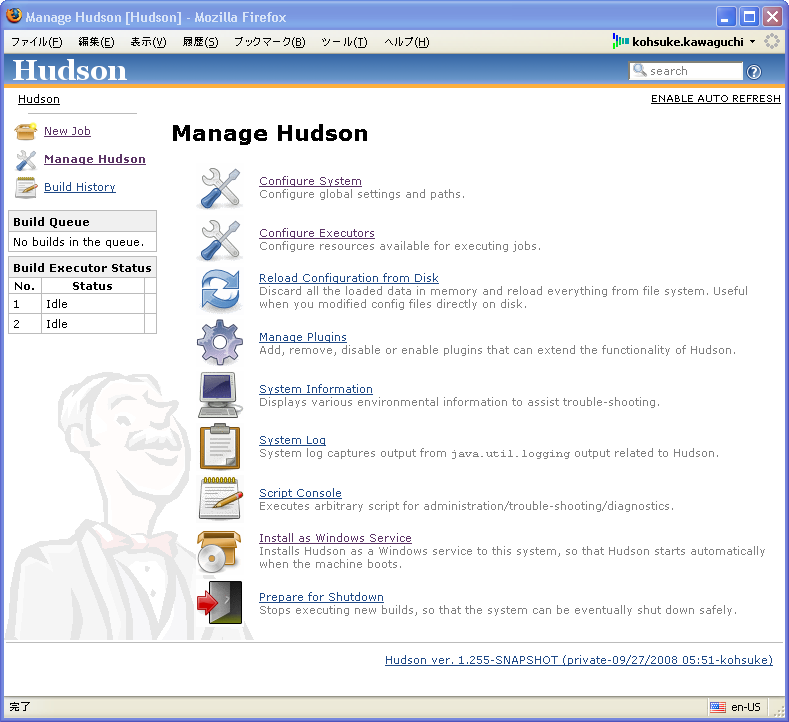 Manage Hudson [Hudson] - Mozilla Firefox
ファイル(F) 編集(E) 表示(V) 履歴(S) ブックマーク(B) ツール(T) ヘルプ(H) kohsuke.kawaguchi
Hudson search ?
Hudson ENABLE AUTO REFRESH
New Job
Manage Hudson
Build History
Build Queue
No builds in the queue.
Build Executor Status
No. Status
1 Idle
2 Idle
Manage Hudson
Configure System
Configure global settings and paths.
Configure Executors
Configure resources available for executing jobs.
Reload Configuration from Disk
Discard all the loaded data in memory and reload everything from file system. Useful
when you modified config files directly on disk.
Manage Plugins
Add, remove, disable or enable plugins that can extend the functionality of Hudson.
System Information
Displays various environmental information to assist trouble-shooting.
System Log
System log captures output from java.util.logging output related to Hudson.
Script Console
Executes arbitrary script for administration/trouble-shooting/diagnostics.
Install as Windows Service
Installs Hudson as a Windows service to this system, so that Hudson starts automatically
when the machine boots.
Prepare for Shutdown
Stops executing new builds, so that the system can be eventually shut down safely.
Hudson ver. 1.255-SNAPSHOT (private-09/27/2008 05:51-kohsuke)
完了 en-US